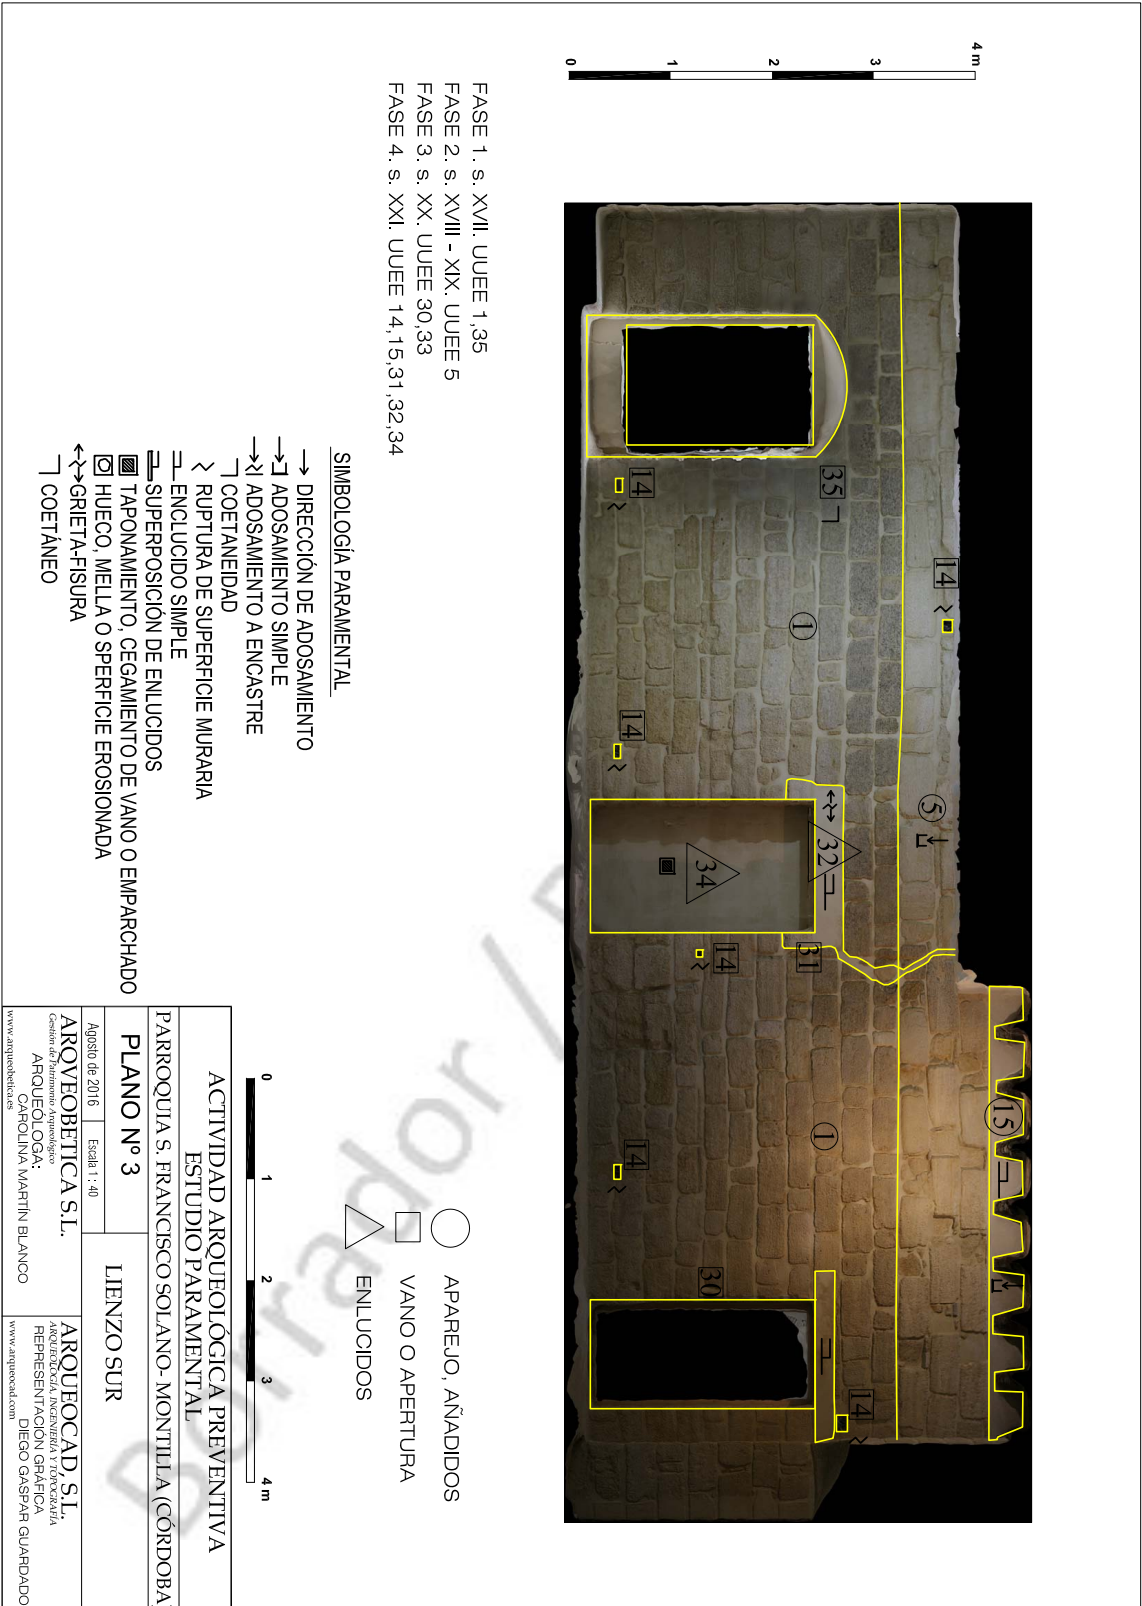 4 m
3
2
1
0
14
5
15
35
1
32
31
1
14
14
34
14
14
30
14
FASE 1. s. XVII. UUEE 1,35
FASE 2. s. XVIII - XIX. UUEE 5
FASE 3. s. XX. UUEE 30,33
FASE 4. s. XXI. UUEE 14,15,31,32,34
SIMBOLOGÍA PARAMENTAL
DIRECCIÓN DE ADOSAMIENTO
ADOSAMIENTO SIMPLE
ADOSAMIENTO A ENCASTRE
COETANEIDAD
RUPTURA DE SUPERFICIE MURARIA
ENCLUCIDO SIMPLE
SUPERPOSICIÓN DE ENLUCIDOS
TAPONAMIENTO, CEGAMIENTO DE VANO O EMPARCHADO
HUECO, MELLA O SPERFICIE EROSIONADA
GRIETA-FISURA
COETÁNEO
APAREJO, AÑADIDOS
VANO O APERTURA
ENLUCIDOS
0 1 2 3 4 m
ACTIVIDAD ARQUEOLÓGICA PREVENTIVA
ESTUDIO PARAMENTAL
PARROQUIA S. FRANCISCO SOLANO- MONTILLA (CÓRDOBA)
PLANO Nº 3
LIENZO SUR
Agosto de 2016
Escala 1 : 40
ARQVEOBETICA S.L.
Gestión de Patrimonio Arqueológico
ARQUEÓLOGA:
CAROLINA MARTÍN BLANCO
www.arqueobetica.es
ARQUEOCAD, S.L.
ARQUEOLOGÍA, INGENIERÍA Y TOPOGRAFÍA
REPRESENTACIÓN GRÁFICA
DIEGO GASPAR GUARDADO
www.arqueocad.com
Borrador /